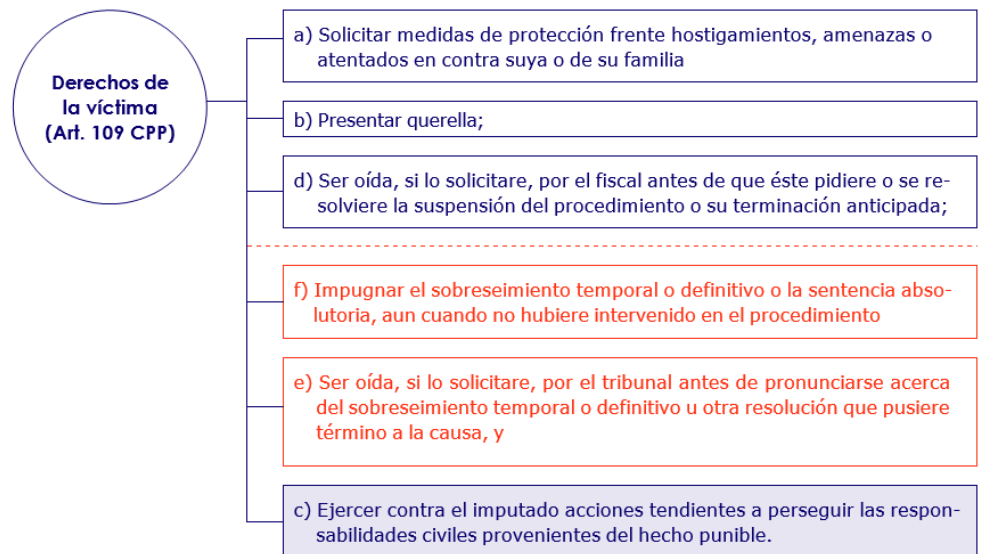 Derechos de
la víctima
(Art. 109 CPP)
a) Solicitar medidas de protección frente hostigamientos, amenazas o
atentados en contra suya o de su familia
b) Presentar querella;
d) Ser oída, si lo solicitare, por el fiscal antes de que éste pidiere o se re-
solviere la suspensión del procedimiento o su terminación anticipada;
f) Impugnar el sobreseimiento temporal o definitivo o la sentencia abso-
lutoria, aun cuando no hubiere intervenido en el procedimiento
e) Ser oída, si lo solicitare, por el tribunal antes de pronunciarse acerca
del sobreseimiento temporal o definitivo u otra resolución que pusiere
término a la causa, y
c) Ejercer contra el imputado acciones tendientes a perseguir las respon-
sabilidades civiles provenientes del hecho punible.